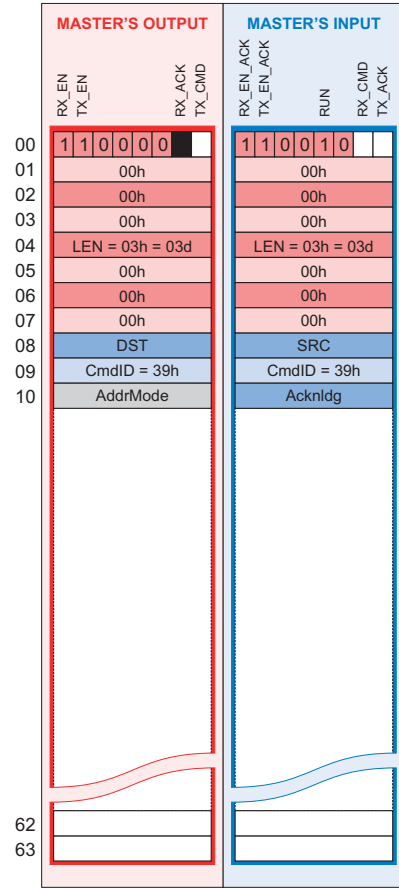 MASTER'S OUTPUT MASTER'S INPUT
RX_EN TX_EN RX_ACK TX_CMD RX_EN_ACK TX_EN_ACK RUN RX_CMD TX_ACK
00 1 1 0 0 0 0 1 1 0 0 1 0
01 00h 00h
02 00h 00h
03 00h 00h
04 LEN = 03h = 03d LEN = 03h = 03d
05 00h 00h
06 00h 00h
07 00h 00h
08 DST SRC
09 CmdID = 39h CmdID = 39h
10 AddrMode Acknldg
62
63